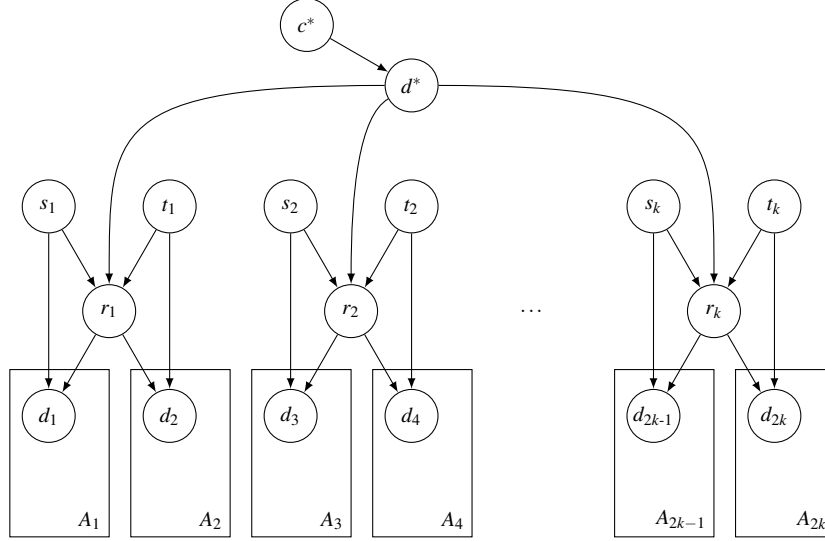 c*
d*
s₁ t₁ s₂ t₂ sₖ tₖ
r₁ r₂ … rₖ
d₁ d₂ d₃ d₄ d₂ₖ₋₁ d₂ₖ
A₁ A₂ A₃ A₄ A₂ₖ₋₁ A₂ₖ